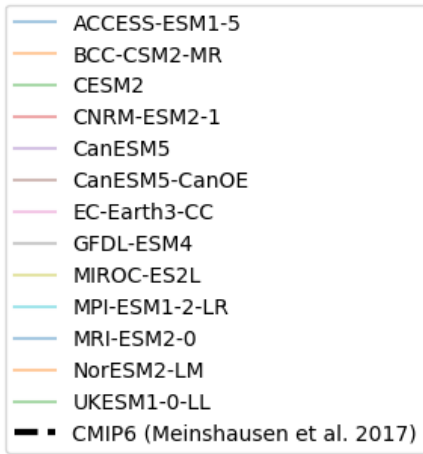 ACCESS-ESM1-5
BCC-CSM2-MR
CESM2
CNRM-ESM2-1
CanESM5
CanESM5-CanOE
EC-Earth3-CC
GFDL-ESM4
MIROC-ES2L
MPI-ESM1-2-LR
MRI-ESM2-0
NorESM2-LM
UKESM1-0-LL
CMIP6 (Meinshausen et al. 2017)